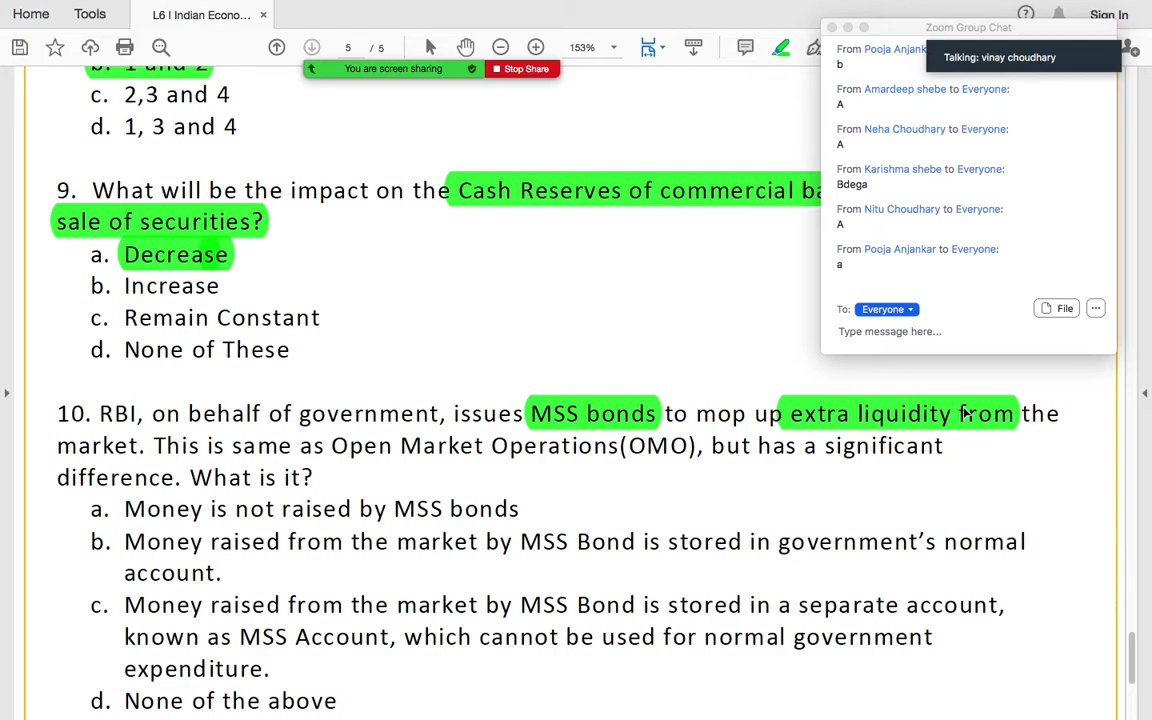 Home Tools L6 I Indian Econo... × Sign In
5 / 5 153%
You are screen sharing Stop Share
Zoom Group Chat
Talking: vinay choudhary
From Pooja Anjank
b
From Amardeep shebe to Everyone:
A
From Neha Choudhary to Everyone:
A
From Karishma shebe to Everyone:
Bdega
From Nitu Choudhary to Everyone:
A
From Pooja Anjankar to Everyone:
a
To: Everyone File
Type message here...
b. 1 and 2
c. 2,3 and 4
d. 1, 3 and 4
9. What will be the impact on the Cash Reserves of commercial
sale of securities?
a. Decrease
b. Increase
c. Remain Constant
d. None of These
10. RBI, on behalf of government, issues MSS bonds to mop up extra liquidity from the
market. This is same as Open Market Operations(OMO), but has a significant
difference. What is it?
a. Money is not raised by MSS bonds
b. Money raised from the market by MSS Bond is stored in government’s normal
account.
c. Money raised from the market by MSS Bond is stored in a separate account,
known as MSS Account, which cannot be used for normal government
expenditure.
d. None of the above